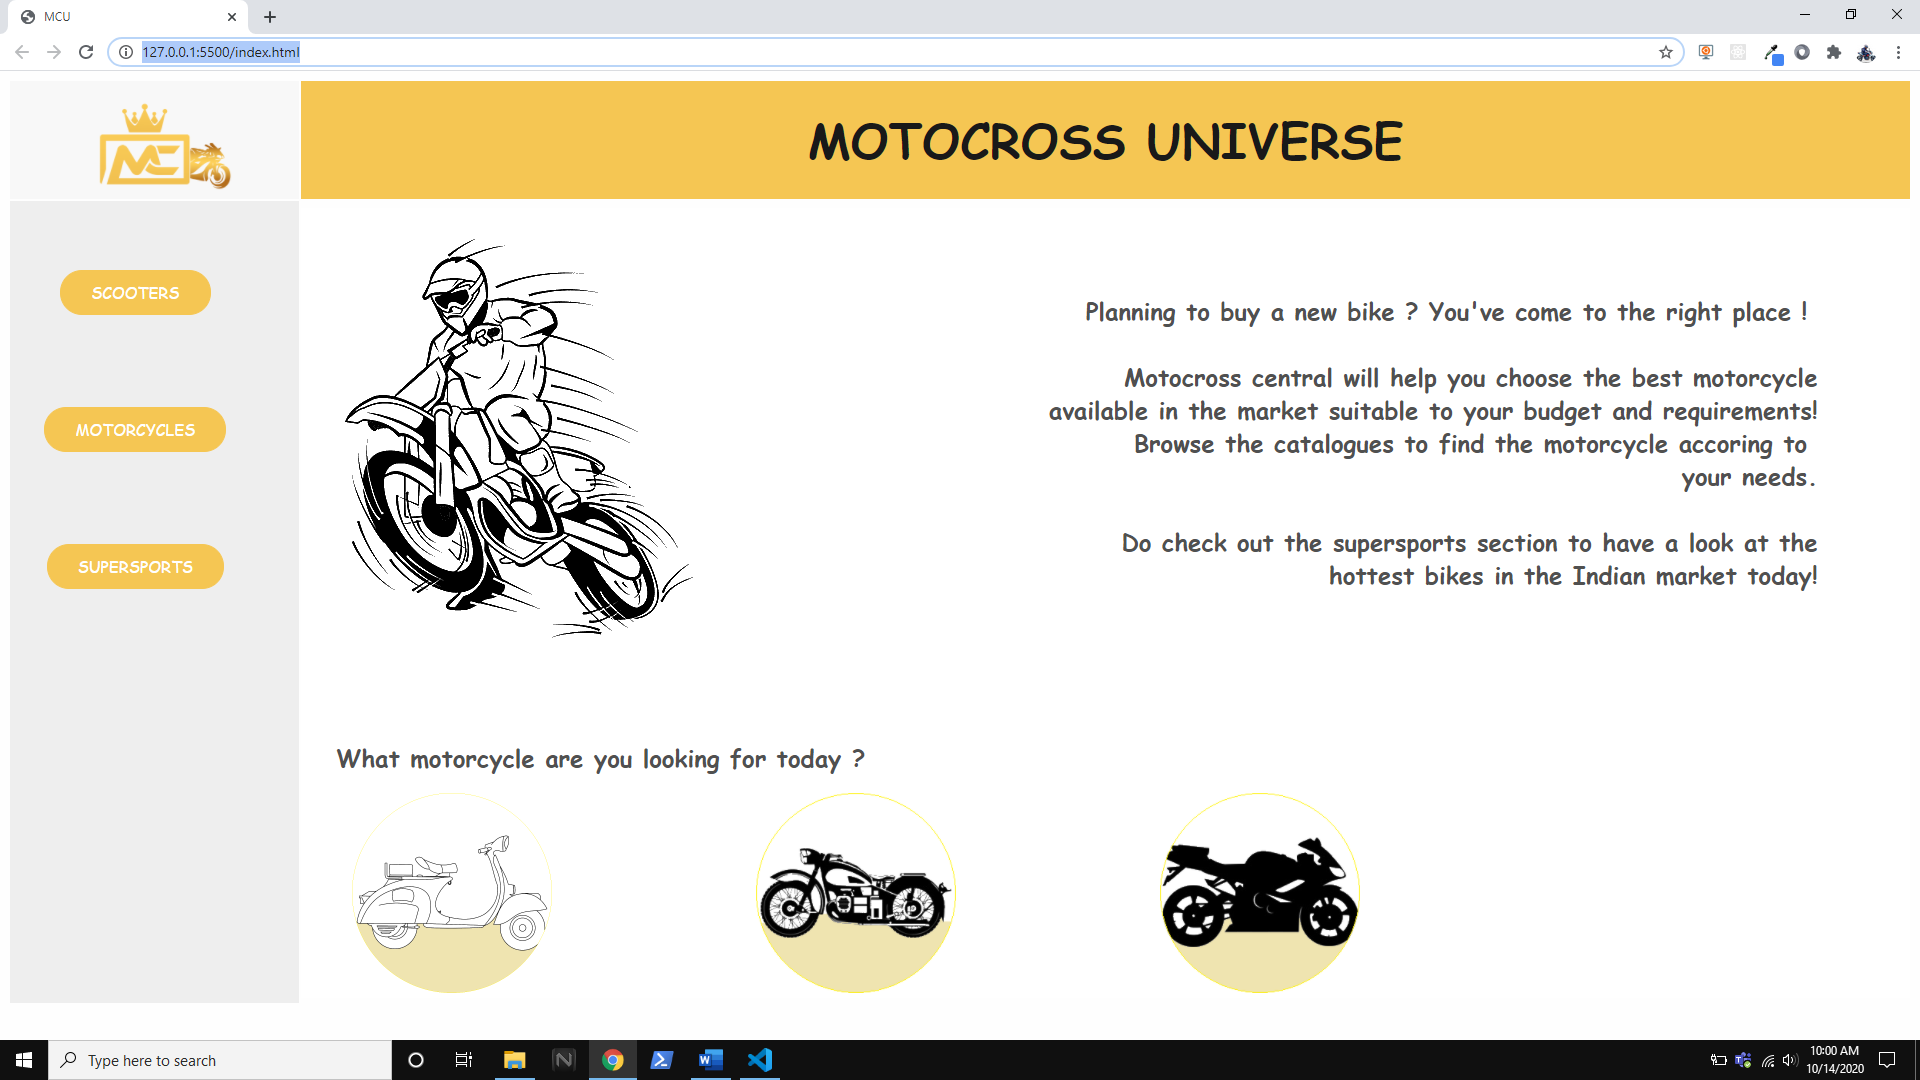 MCU
127.0.0.1:5500/index.html
MC
MOTOCROSS UNIVERSE
SCOOTERS
MOTORCYCLES
SUPERSPORTS
Planning to buy a new bike ? You've come to the right place !
Motocross central will help you choose the best motorcycle
available in the market suitable to your budget and requirements!
Browse the catalogues to find the motorcycle accoring to
your needs.
Do check out the supersports section to have a look at the
hottest bikes in the Indian market today!
What motorcycle are you looking for today ?
Type here to search
10:00 AM
10/14/2020